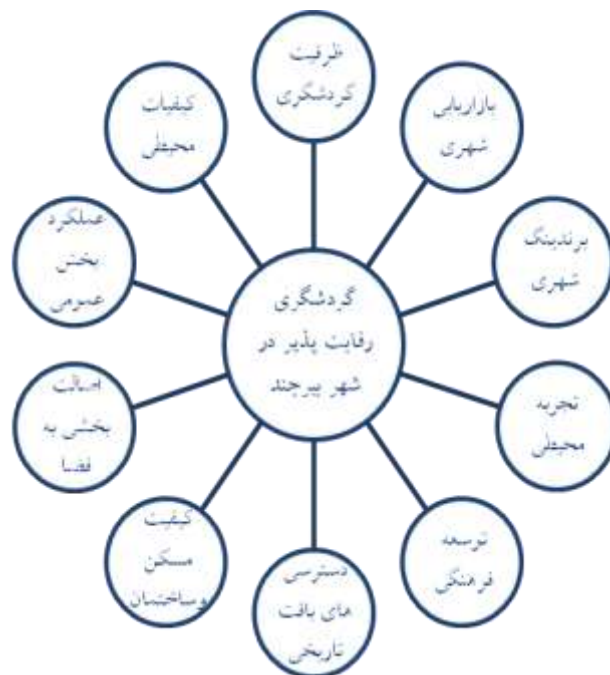 ظرفیت
گردشگری
بازاریابی
شهری
برندینگ
شهری
تجربه
محیطی
توسعه
فرهنگی
دسترسی
های بافت
تاریخی
کیفیت
مسکن
وساختمان
اصالت
بخشی به
فضا
عملکرد
بخش
عمومی
کیفیات
محیطی
گردشگری
رقابت پذیر در
شهر بیرجند